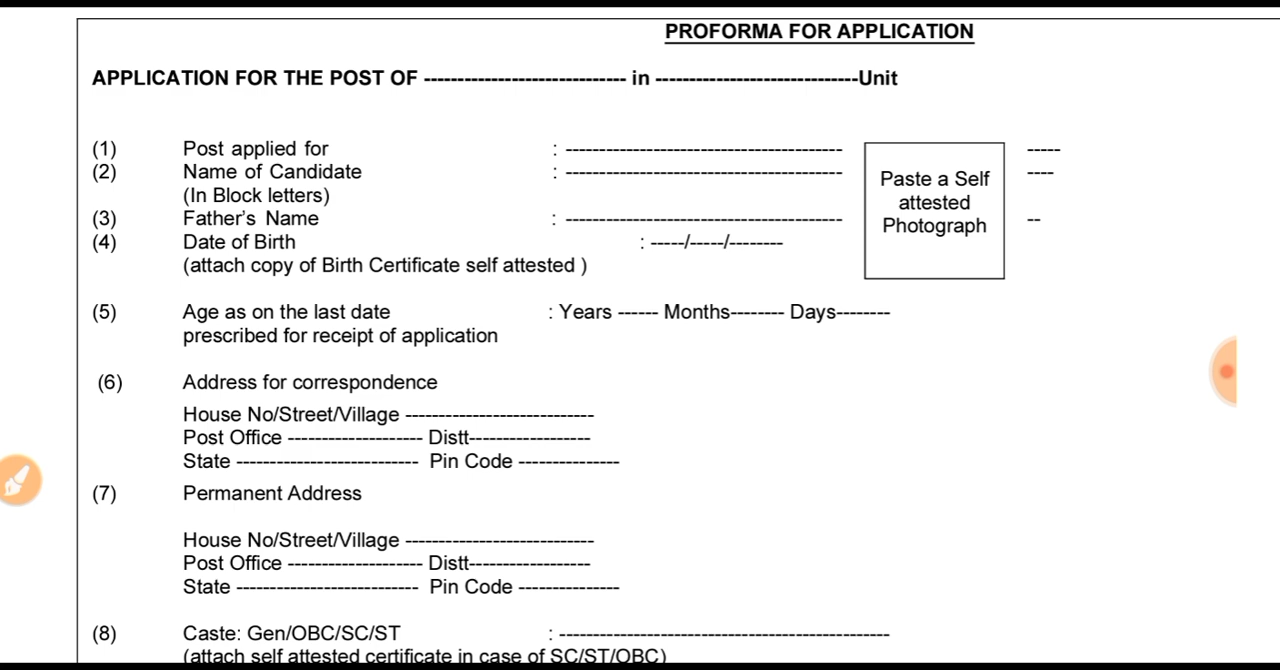 PROFORMA FOR APPLICATION
APPLICATION FOR THE POST OF ------------------------------ in ------------------------------Unit
(1) Post applied for : ----------------------------------------- -----
(2) Name of Candidate : ----------------------------------------- ----
(In Block letters)
(3) Father's Name : ----------------------------------------- --
(4) Date of Birth : -----/-----/--------
(attach copy of Birth Certificate self attested )
Paste a Self
attested
Photograph
(5) Age as on the last date : Years ------ Months-------- Days--------
prescribed for receipt of application
(6) Address for correspondence
House No/Street/Village ----------------------------
Post Office -------------------- Distt------------------
State --------------------------- Pin Code ---------------
(7) Permanent Address
House No/Street/Village ----------------------------
Post Office -------------------- Distt------------------
State --------------------------- Pin Code ---------------
(8) Caste: Gen/OBC/SC/ST : -------------------------------------------------
(attach self attested certificate in case of SC/ST/OBC)